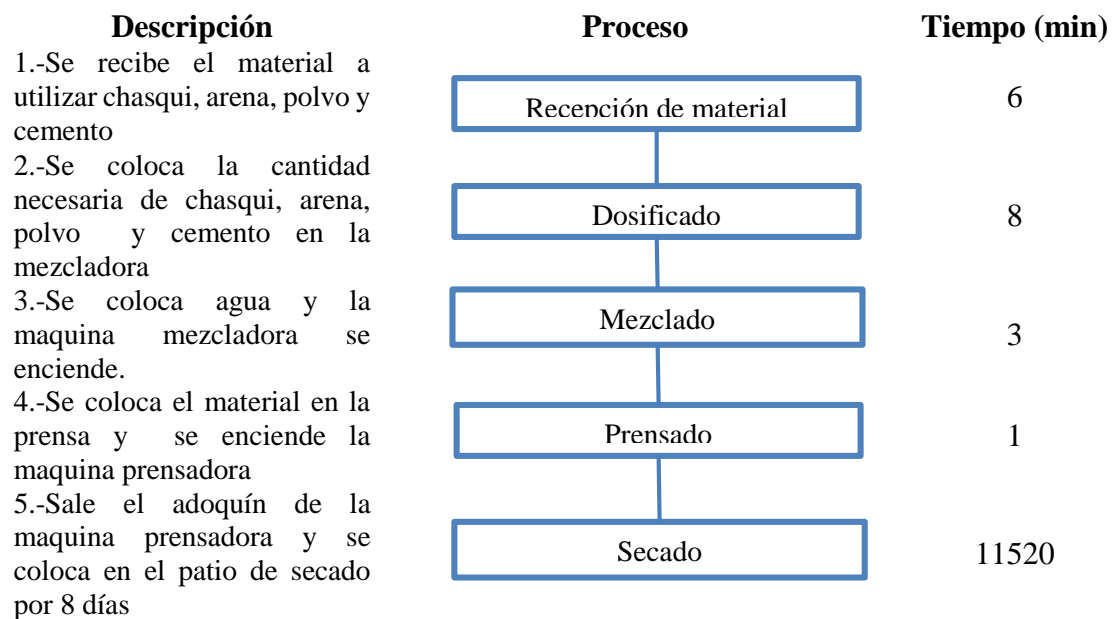 Descripción Proceso Tiempo (min)
1.-Se recibe el material a
utilizar chasqui, arena, polvo y
cemento
Recepción de material
6
2.-Se coloca la cantidad
necesaria de chasqui, arena,
polvo y cemento en la
mezcladora
Dosificado
8
3.-Se coloca agua y la
maquina mezcladora se
enciende.
Mezclado
3
4.-Se coloca el material en la
prensa y se enciende la
maquina prensadora
Prensado
1
5.-Sale el adoquín de la
maquina prensadora y se
coloca en el patio de secado
por 8 días
Secado
11520